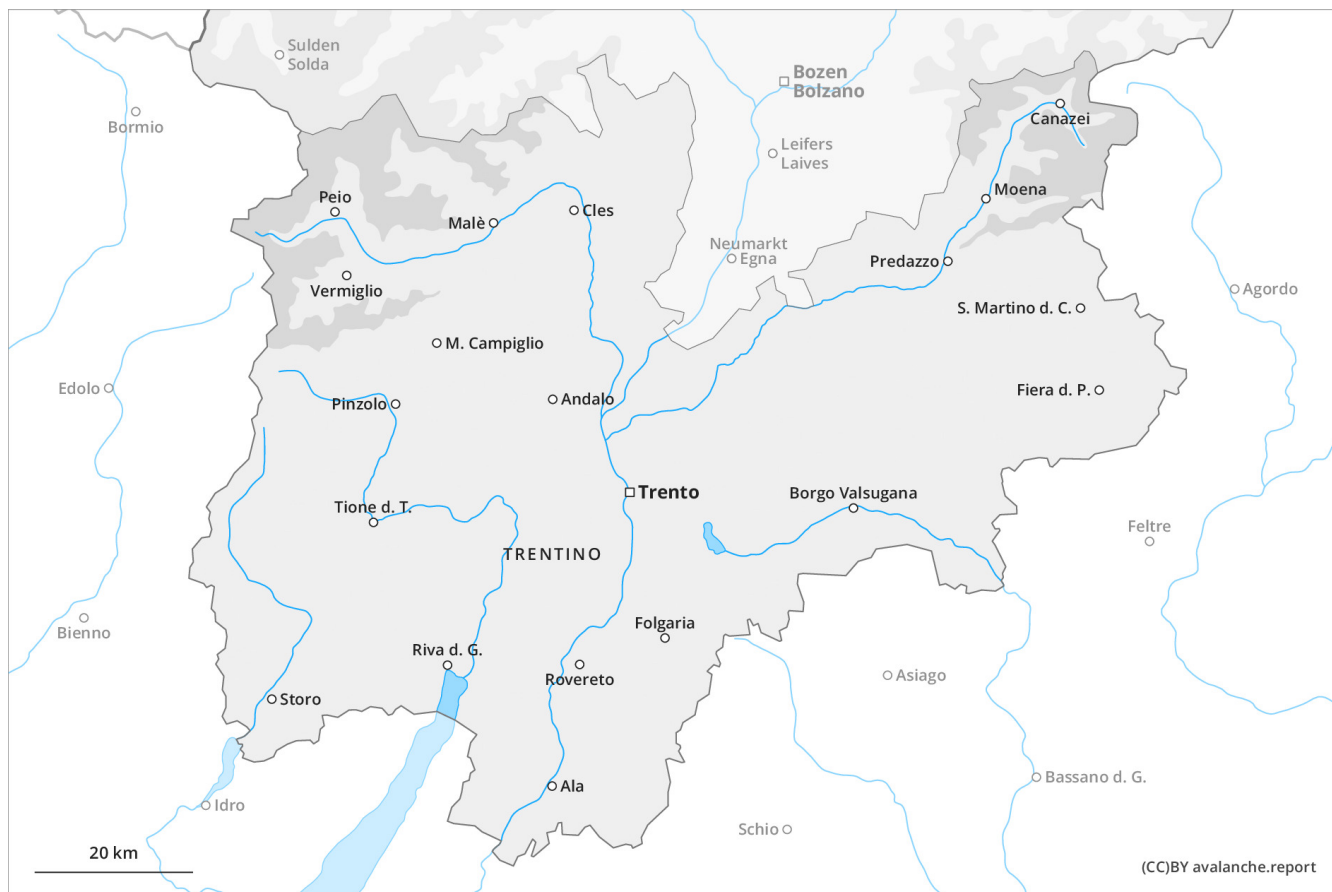 Sulden
Solda
Bozen
Bolzano
Bormio
Canazei
Leifers
Laives
Peio
Moena
Malè
Cles
Neumarkt
Egna
Predazzo
Vermiglio
Agordo
S. Martino d. C.
M. Campiglio
Edolo
Andalo
Fiera d. P.
Pinzolo
Trento
Borgo Valsugana
Tione d. T.
Feltre
TRENTINO
Bienno
Folgaria
Riva d. G.
Rovereto
Asiago
Storo
Bassano d. G.
Ala
Idro
Schio
20 km
(CC)BY avalanche.report